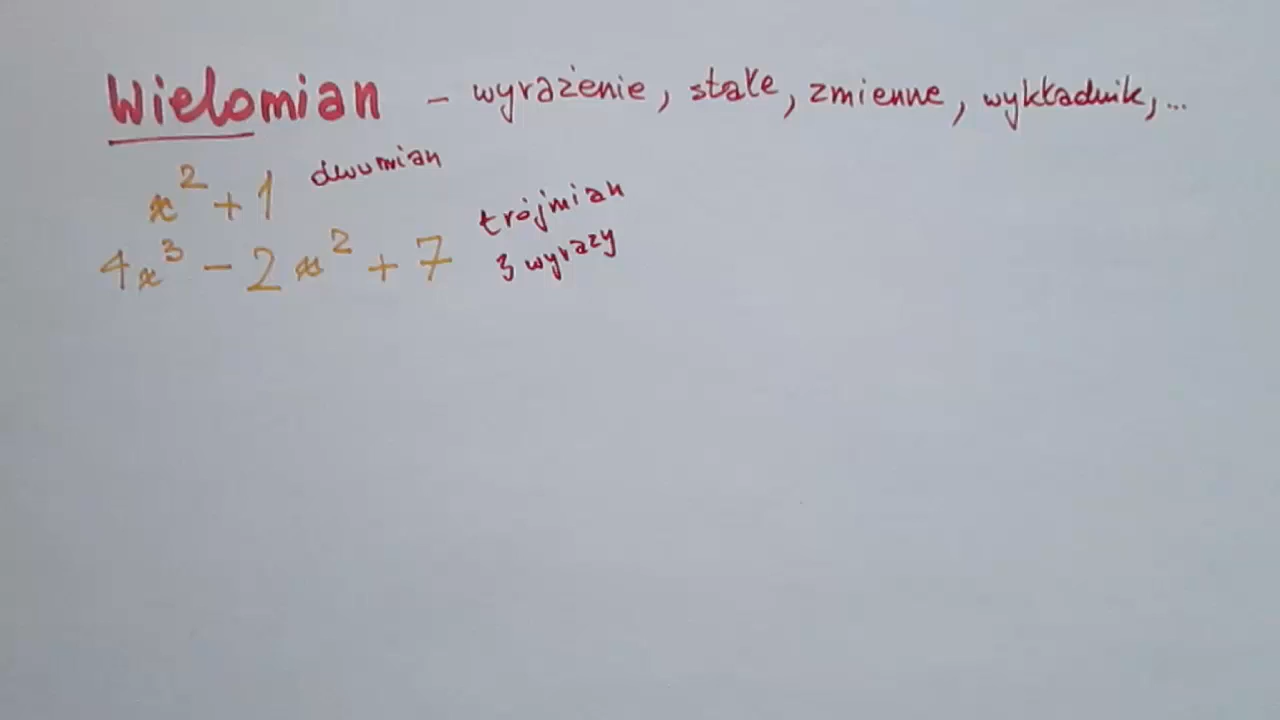 Wielomian – wyrażenie, stałe, zmienne, wykładnik, ...
x² + 1 dwumian
4x³ – 2x² + 7 trójmian
3 wyrazy